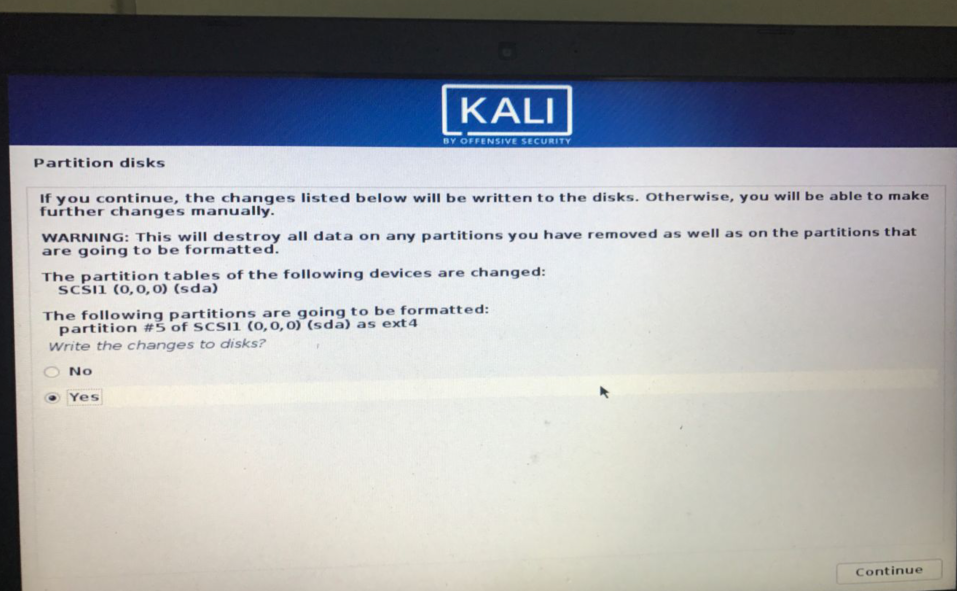 KALI
BY OFFENSIVE SECURITY
Partition disks
If you continue, the changes listed below will be written to the disks. Otherwise, you will be able to make
further changes manually.
WARNING: This will destroy all data on any partitions you have removed as well as on the partitions that
are going to be formatted.
The partition tables of the following devices are changed:
SCSI1 (0,0,0) (sda)
The following partitions are going to be formatted:
partition #5 of SCSI1 (0,0,0) (sda) as ext4
Write the changes to disks?
No
Yes
Continue